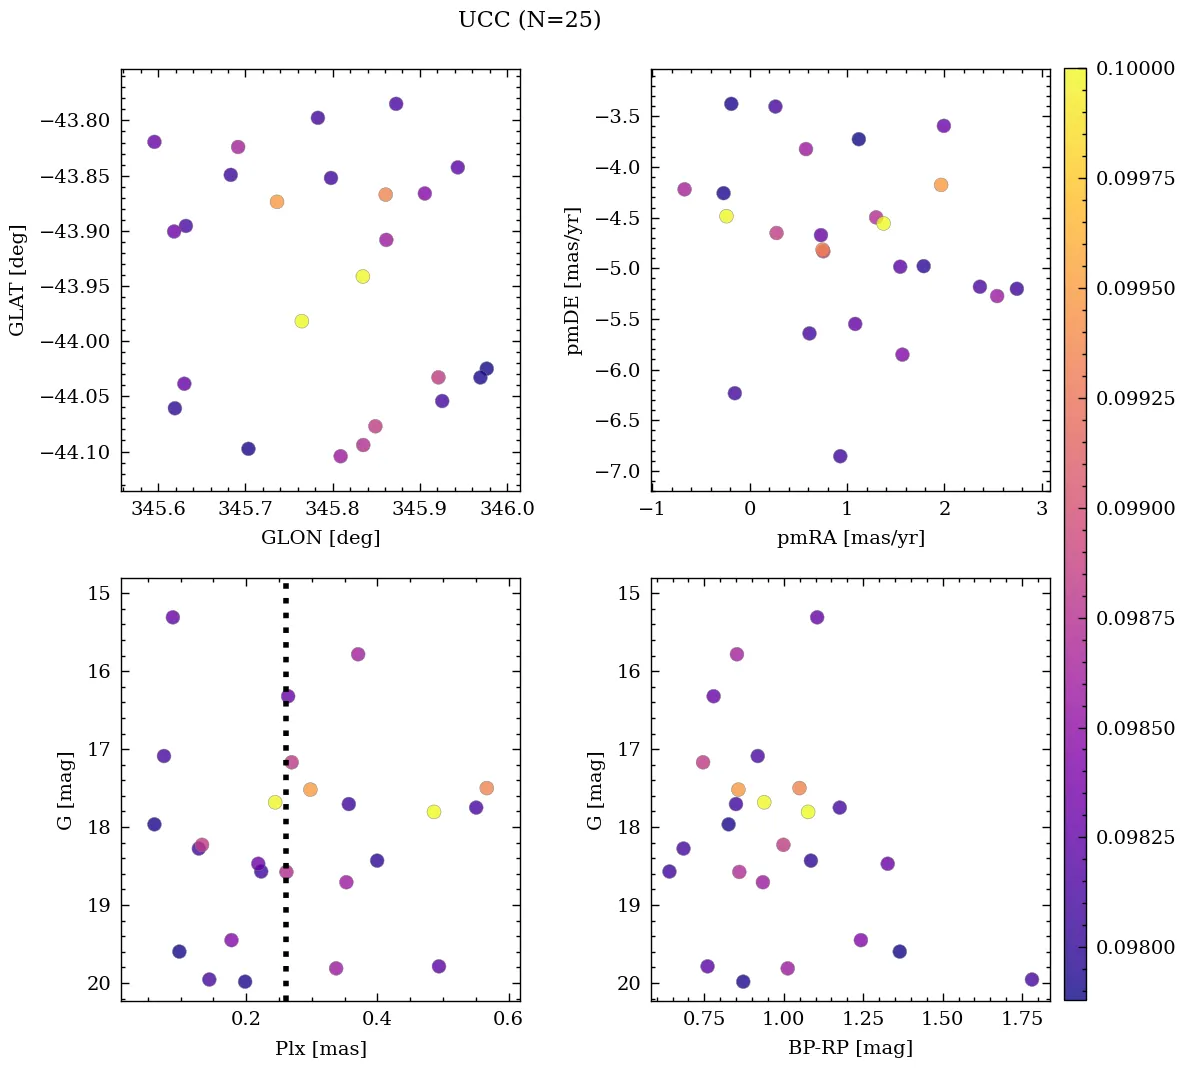 UCC (N=25)
−43.80
−43.85
−43.90
−43.95
−44.00
−44.05
−44.10
GLAT [deg]
345.6 345.7 345.8 345.9 346.0
GLON [deg]
−3.5
−4.0
−4.5
−5.0
−5.5
−6.0
−6.5
−7.0
pmDE [mas/yr]
−1 0 1 2 3
pmRA [mas/yr]
0.10000
0.09975
0.09950
0.09925
0.09900
0.09875
0.09850
0.09825
0.09800
15
16
17
18
19
20
G [mag]
0.2 0.4 0.6
Plx [mas]
15
16
17
18
19
20
G [mag]
0.75 1.00 1.25 1.50 1.75
BP-RP [mag]